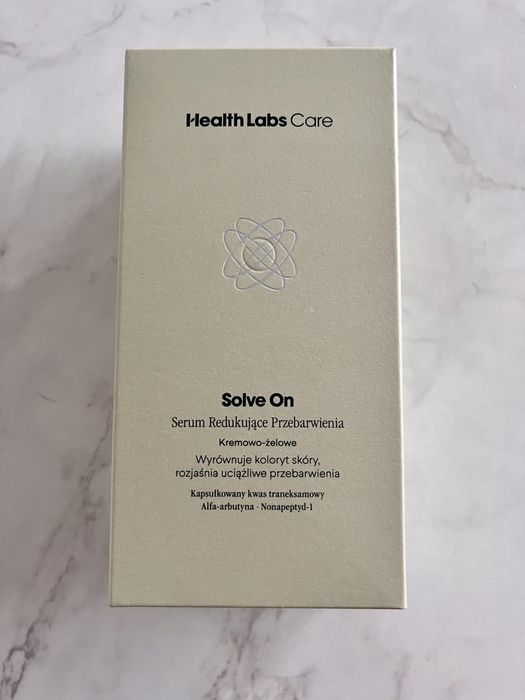 Health Labs Care
Solve On
Serum Redukujące Przebarwienia
Kremowo-żelowe
Wyrównuje koloryt skóry,
rozjaśnia uciążliwe przebarwienia
Kapsułkowany kwas traneksamowy
Alfa-arbutyna · Nonapeptyd-1